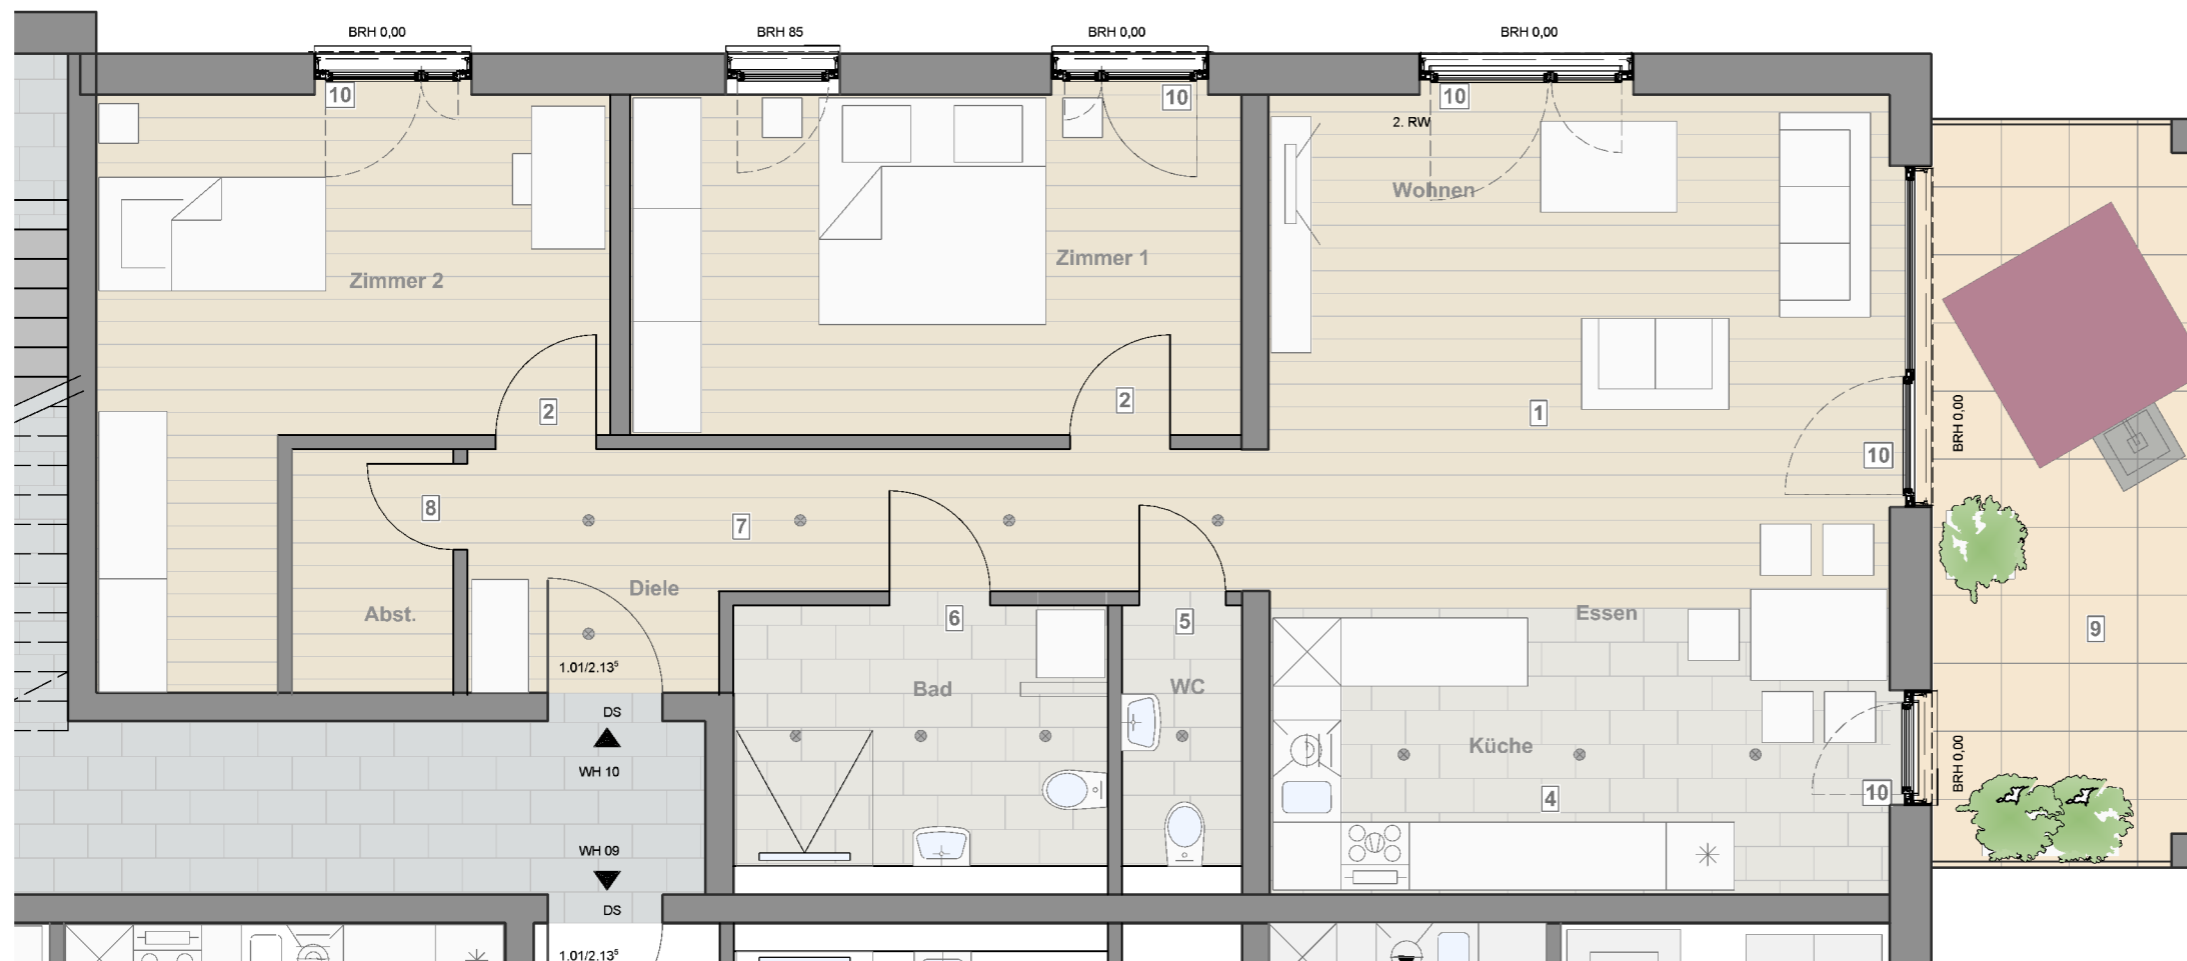 BRH 0,00
BRH 85
BRH 0,00
BRH 0,00
10
10
10
2. RW
Wohnen
Zimmer 1
Zimmer 2
2
2
1
BRH 0,00
10
8
7
Diele
Abst.
6
5
Essen
9
1.01/2.13⁵
Bad
WC
DS
WH 10
Küche
4
10
BRH 0,00
WH 09
DS
1.01/2.13⁵